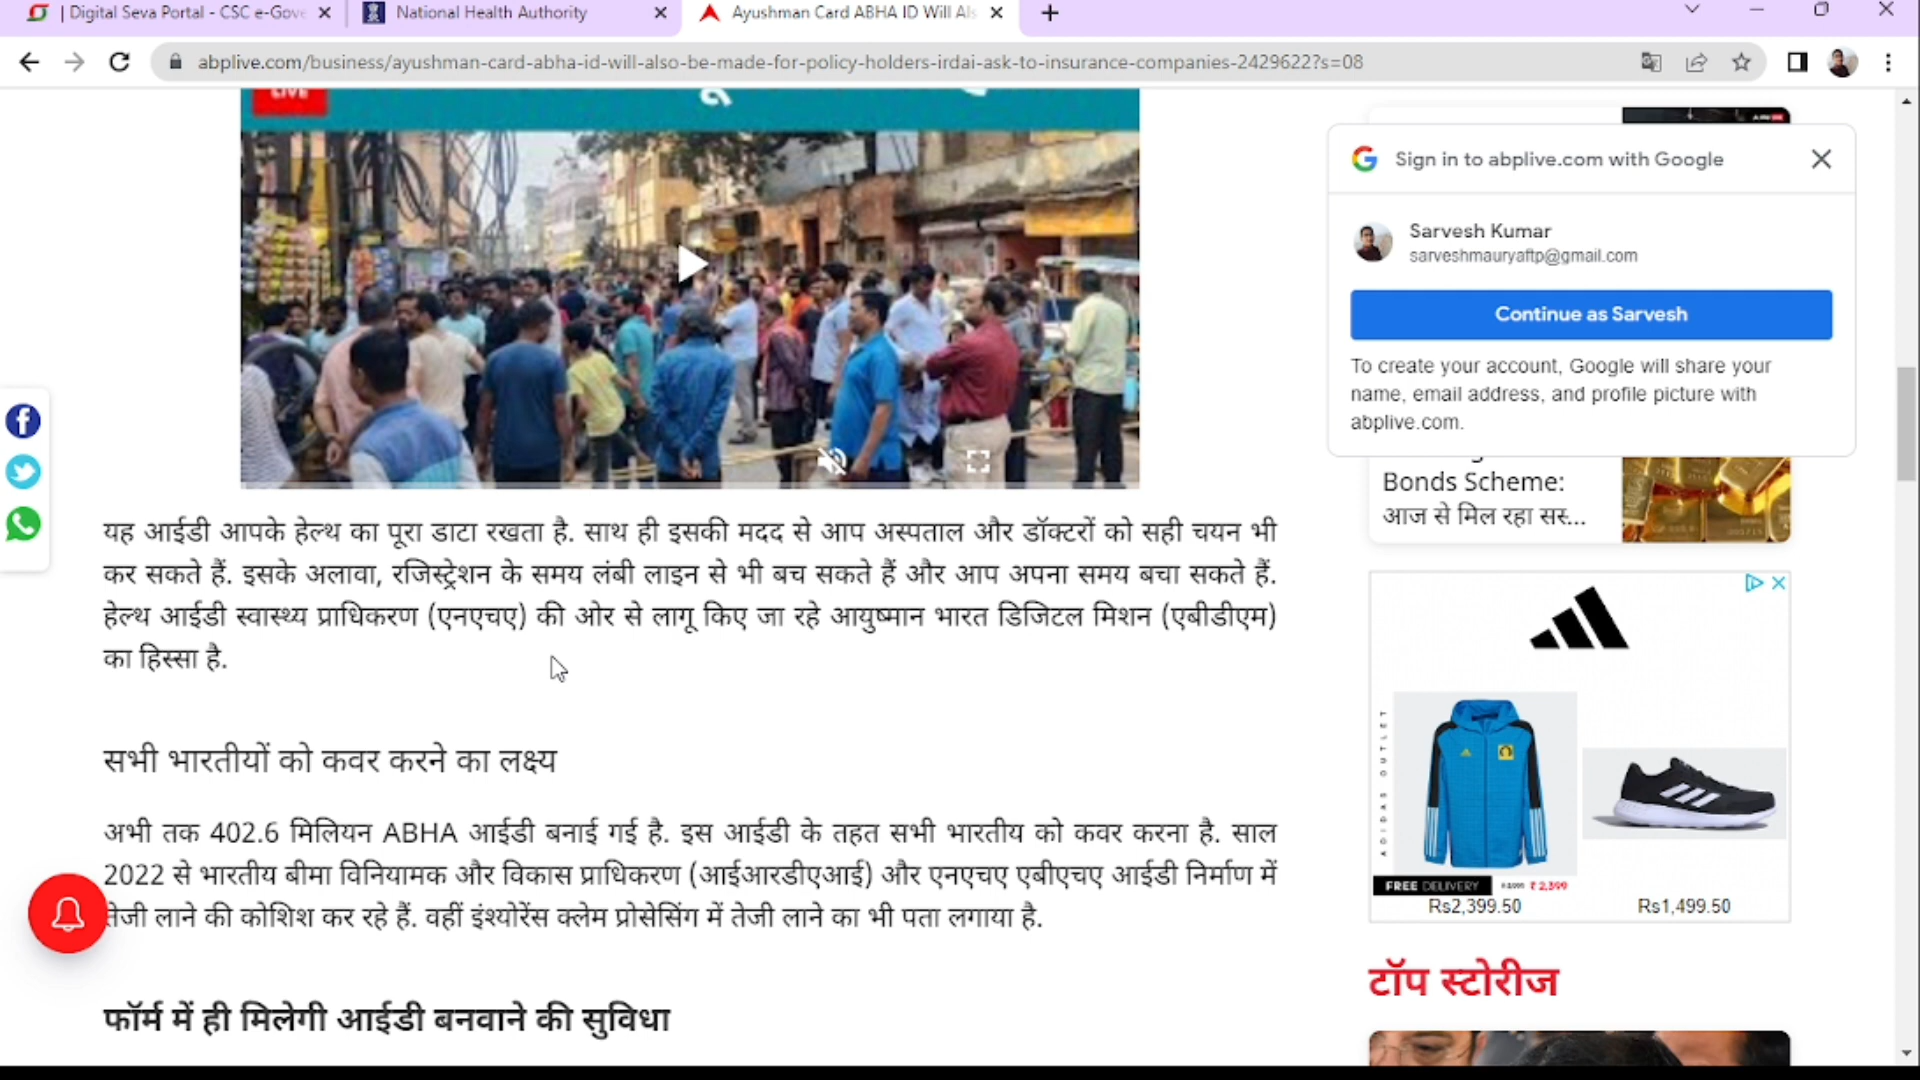 | Digital Seva Portal - CSC e-Gove
National Health Authority
Ayushman Card ABHA ID Will Als
abplive.com/business/ayushman-card-abha-id-will-also-be-made-for-policy-holders-irdai-ask-to-insurance-companies-2429622?s=08
LIVE
यह आईडी आपके हेल्थ का पूरा डाटा रखता है. साथ ही इसकी मदद से आप अस्पताल और डॉक्टरों को सही चयन भी
कर सकते हैं. इसके अलावा, रजिस्ट्रेशन के समय लंबी लाइन से भी बच सकते हैं और आप अपना समय बचा सकते हैं.
हेल्थ आईडी स्वास्थ्य प्राधिकरण (एनएचए) की ओर से लागू किए जा रहे आयुष्मान भारत डिजिटल मिशन (एबीडीएम)
का हिस्सा है.
सभी भारतीयों को कवर करने का लक्ष्य
अभी तक 402.6 मिलियन ABHA आईडी बनाई गई है. इस आईडी के तहत सभी भारतीय को कवर करना है. साल
2022 से भारतीय बीमा विनियामक और विकास प्राधिकरण (आईआरडीएआई) और एनएचए एबीएचए आईडी निर्माण में
तेजी लाने की कोशिश कर रहे हैं. वहीं इंश्योरेंस क्लेम प्रोसेसिंग में तेजी लाने का भी पता लगाया है.
फॉर्म में ही मिलेगी आईडी बनवाने की सुविधा
Sign in to abplive.com with Google
Sarvesh Kumar
sarveshmauryaftp@gmail.com
Continue as Sarvesh
To create your account, Google will share your
name, email address, and profile picture with
abplive.com.
Bonds Scheme:
आज से मिल रहा सस्...
ADIDAS OUTLET
FREE DELIVERY
₹ 2,399
Rs2,399.50
Rs1,499.50
टॉप स्टोरीज